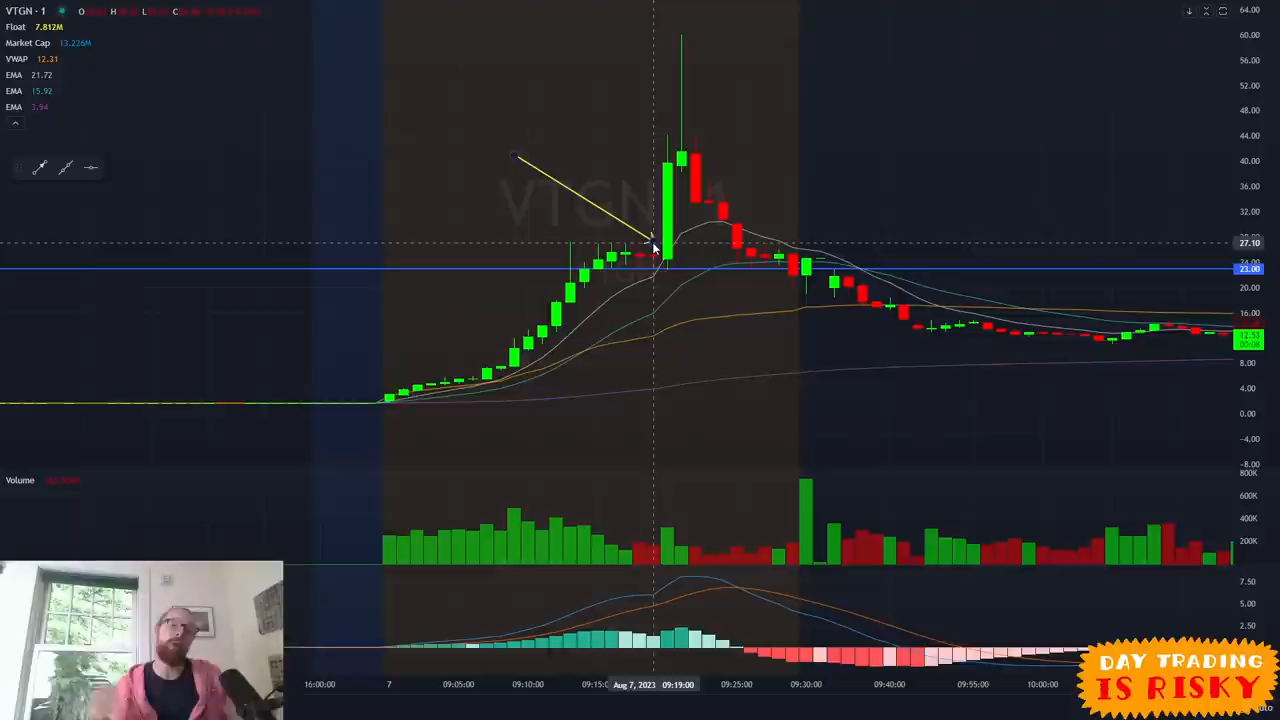 VTGN · 1
O H L C
Float 7.812M
Market Cap 13.226M
VWAP 12.31
EMA 21.72
EMA 15.92
EMA 3.94
VTGN 1
64.00
60.00
56.00
52.00
48.00
44.00
40.00
36.00
32.00
27.10
24.00
23.00
20.00
16.00
12.53
00:08
8.00
4.00
0.00
−4.00
−8.00
Volume
800K
600K
400K
200K
7.50
5.00
2.50
16:00:00 7 09:05:00 09:10:00 09:15: Aug 7, 2023 09:19:00 09:25:00 09:30:00 09:40:00 09:55:00 10:00:00
DAY TRADING
IS RISKY